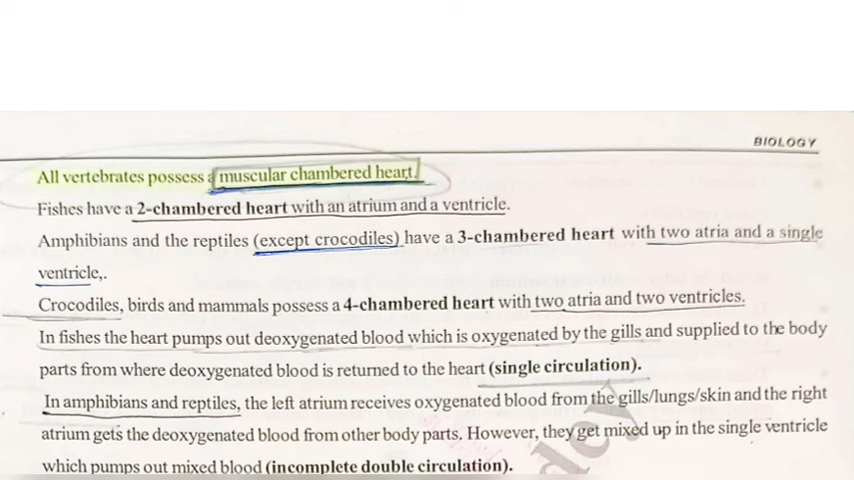 BIOLOGY
All vertebrates possess a muscular chambered heart.
Fishes have a 2-chambered heart with an atrium and a ventricle.
Amphibians and the reptiles (except crocodiles) have a 3-chambered heart with two atria and a single
ventricle,.
Crocodiles, birds and mammals possess a 4-chambered heart with two atria and two ventricles.
In fishes the heart pumps out deoxygenated blood which is oxygenated by the gills and supplied to the body
parts from where deoxygenated blood is returned to the heart (single circulation).
In amphibians and reptiles, the left atrium receives oxygenated blood from the gills/lungs/skin and the right
atrium gets the deoxygenated blood from other body parts. However, they get mixed up in the single ventricle
which pumps out mixed blood (incomplete double circulation).